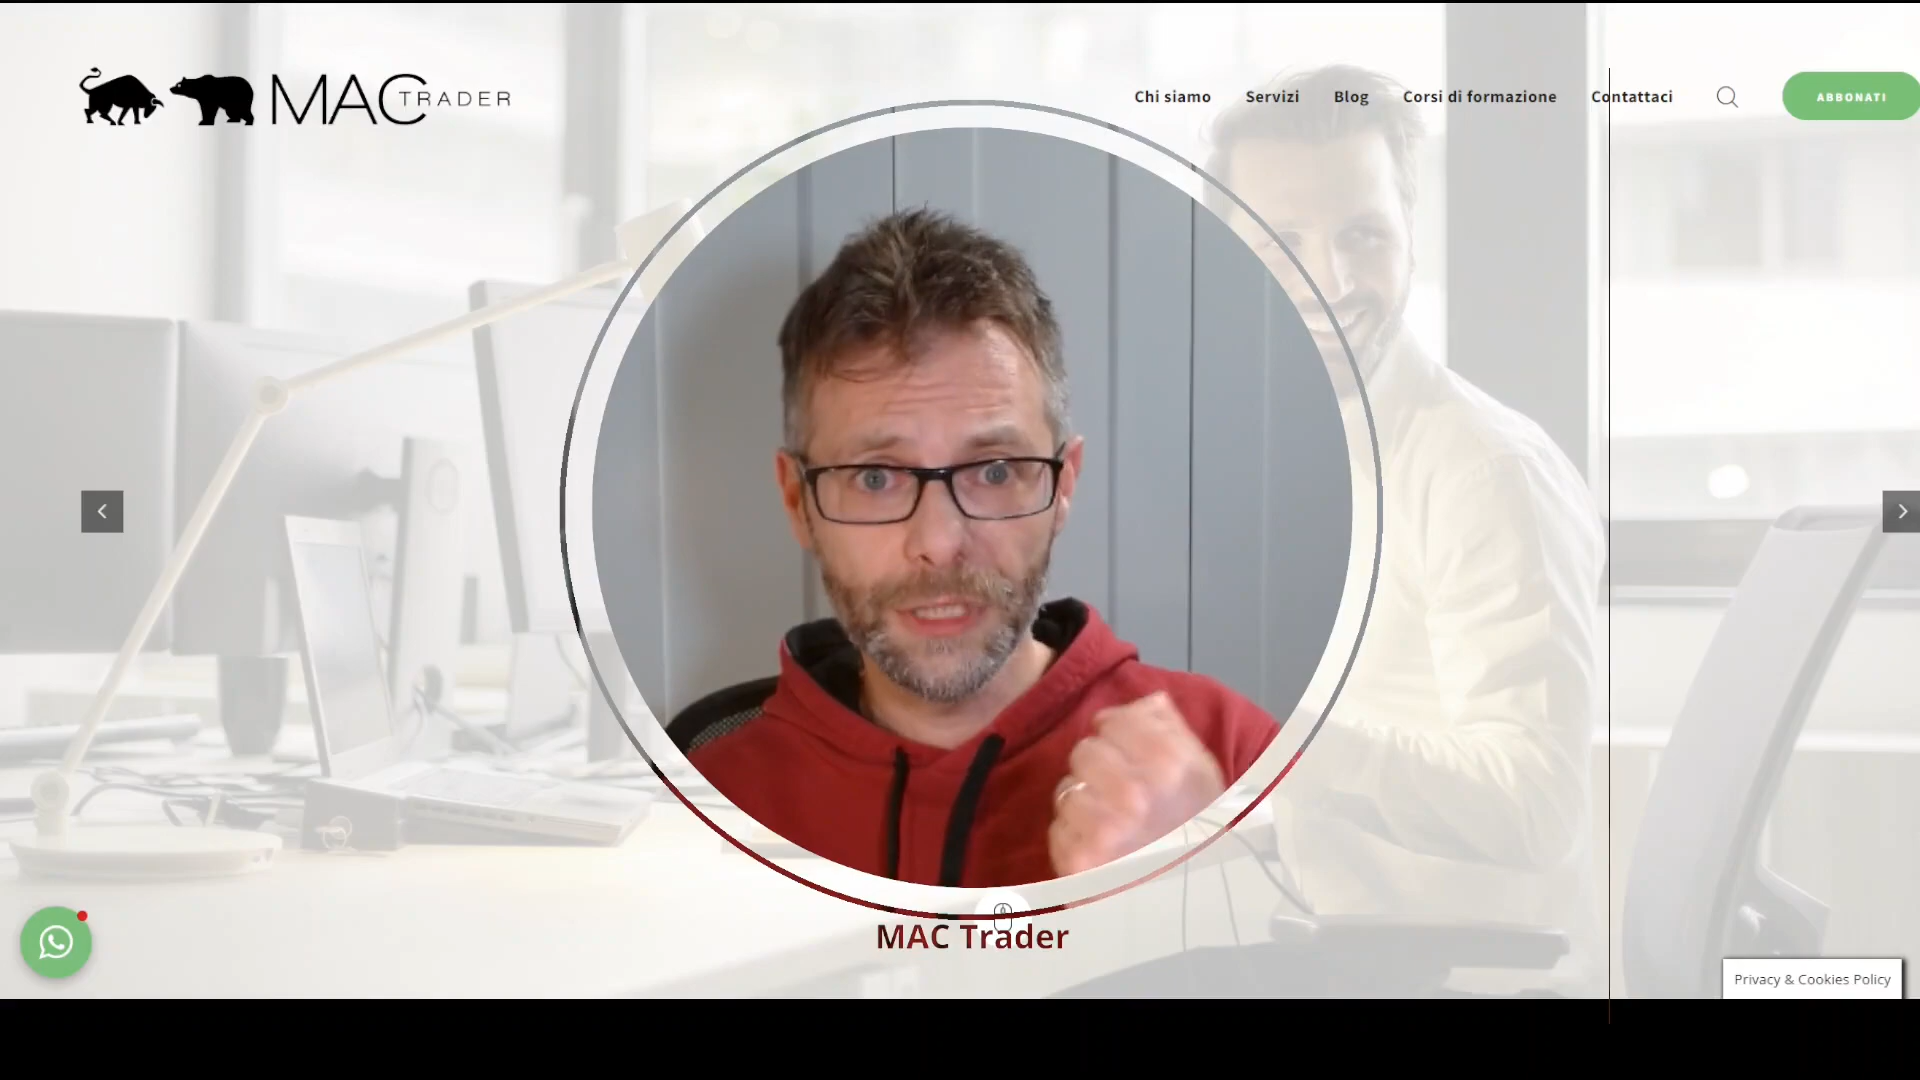 MAC TRADER
Chi siamo
Servizi
Blog
Corsi di formazione
Contattaci
ABBONATI
MAC Trader
Privacy & Cookies Policy